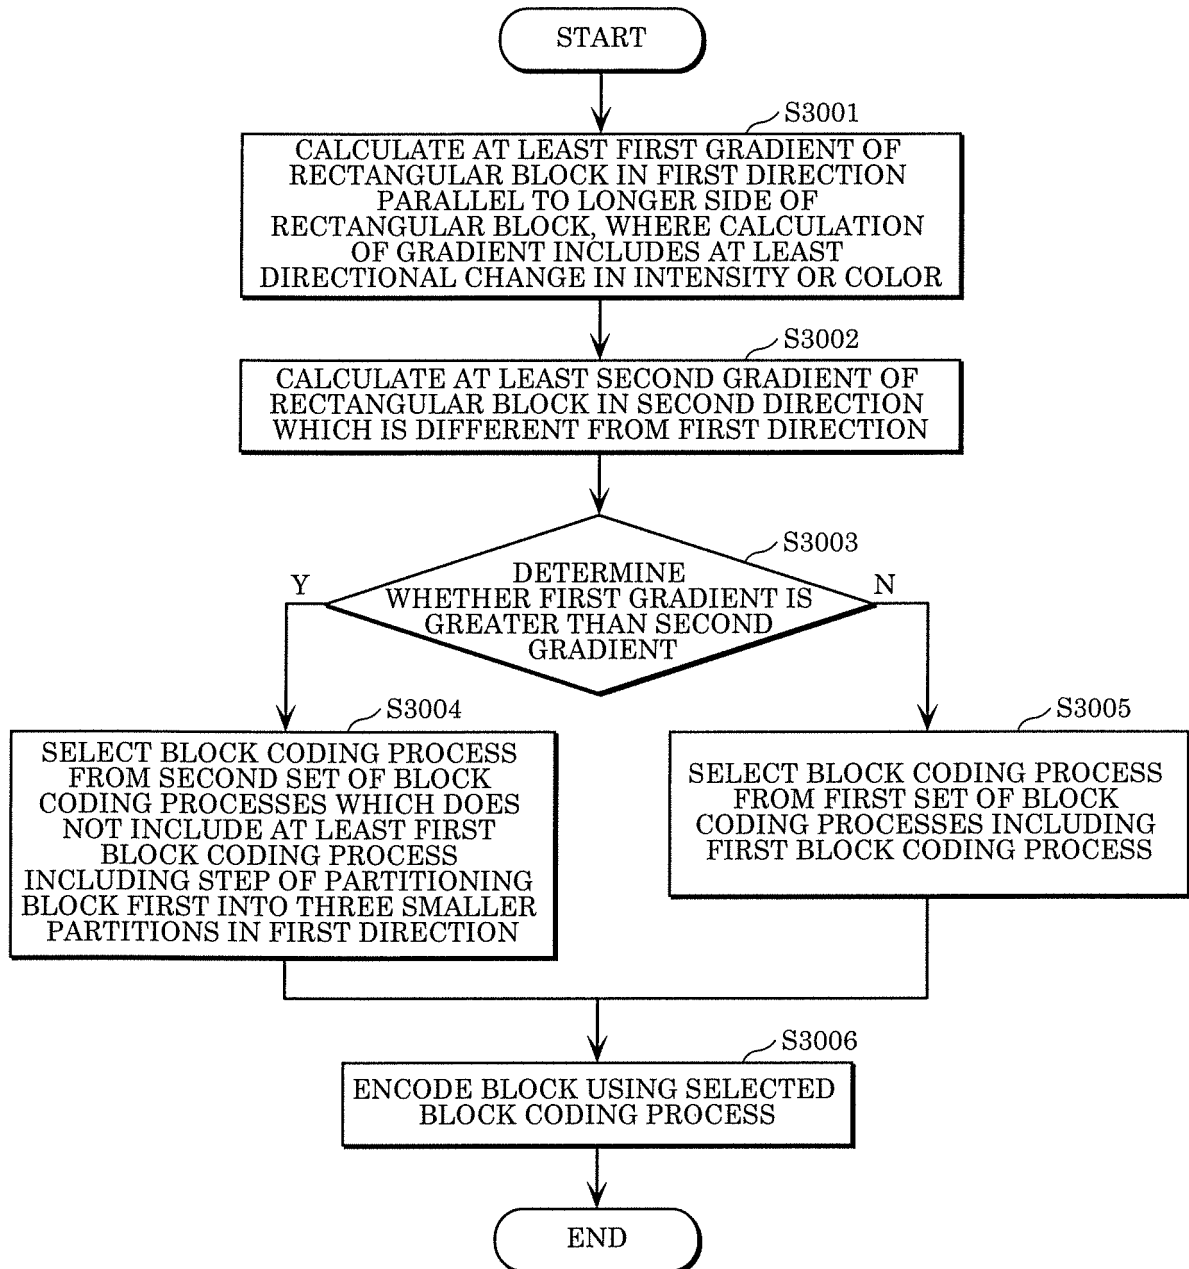 START
S3001
CALCULATE AT LEAST FIRST GRADIENT OF
RECTANGULAR BLOCK IN FIRST DIRECTION
PARALLEL TO LONGER SIDE OF
RECTANGULAR BLOCK, WHERE CALCULATION
OF GRADIENT INCLUDES AT LEAST
DIRECTIONAL CHANGE IN INTENSITY OR COLOR
S3002
CALCULATE AT LEAST SECOND GRADIENT OF
RECTANGULAR BLOCK IN SECOND DIRECTION
WHICH IS DIFFERENT FROM FIRST DIRECTION
S3003
Y
N
DETERMINE
WHETHER FIRST GRADIENT IS
GREATER THAN SECOND
GRADIENT
S3004
SELECT BLOCK CODING PROCESS
FROM SECOND SET OF BLOCK
CODING PROCESSES WHICH DOES
NOT INCLUDE AT LEAST FIRST
BLOCK CODING PROCESS
INCLUDING STEP OF PARTITIONING
BLOCK FIRST INTO THREE SMALLER
PARTITIONS IN FIRST DIRECTION
S3005
SELECT BLOCK CODING PROCESS
FROM FIRST SET OF BLOCK
CODING PROCESSES INCLUDING
FIRST BLOCK CODING PROCESS
S3006
ENCODE BLOCK USING SELECTED
BLOCK CODING PROCESS
END